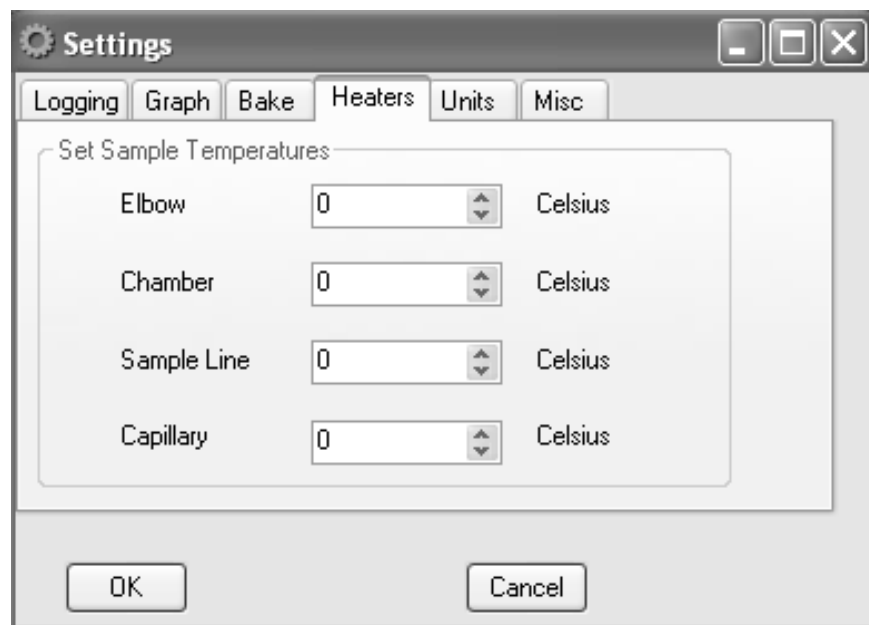 Settings
Logging Graph Bake Heaters Units Misc
Set Sample Temperatures
Elbow 0 Celsius
Chamber 0 Celsius
Sample Line 0 Celsius
Capillary 0 Celsius
OK Cancel